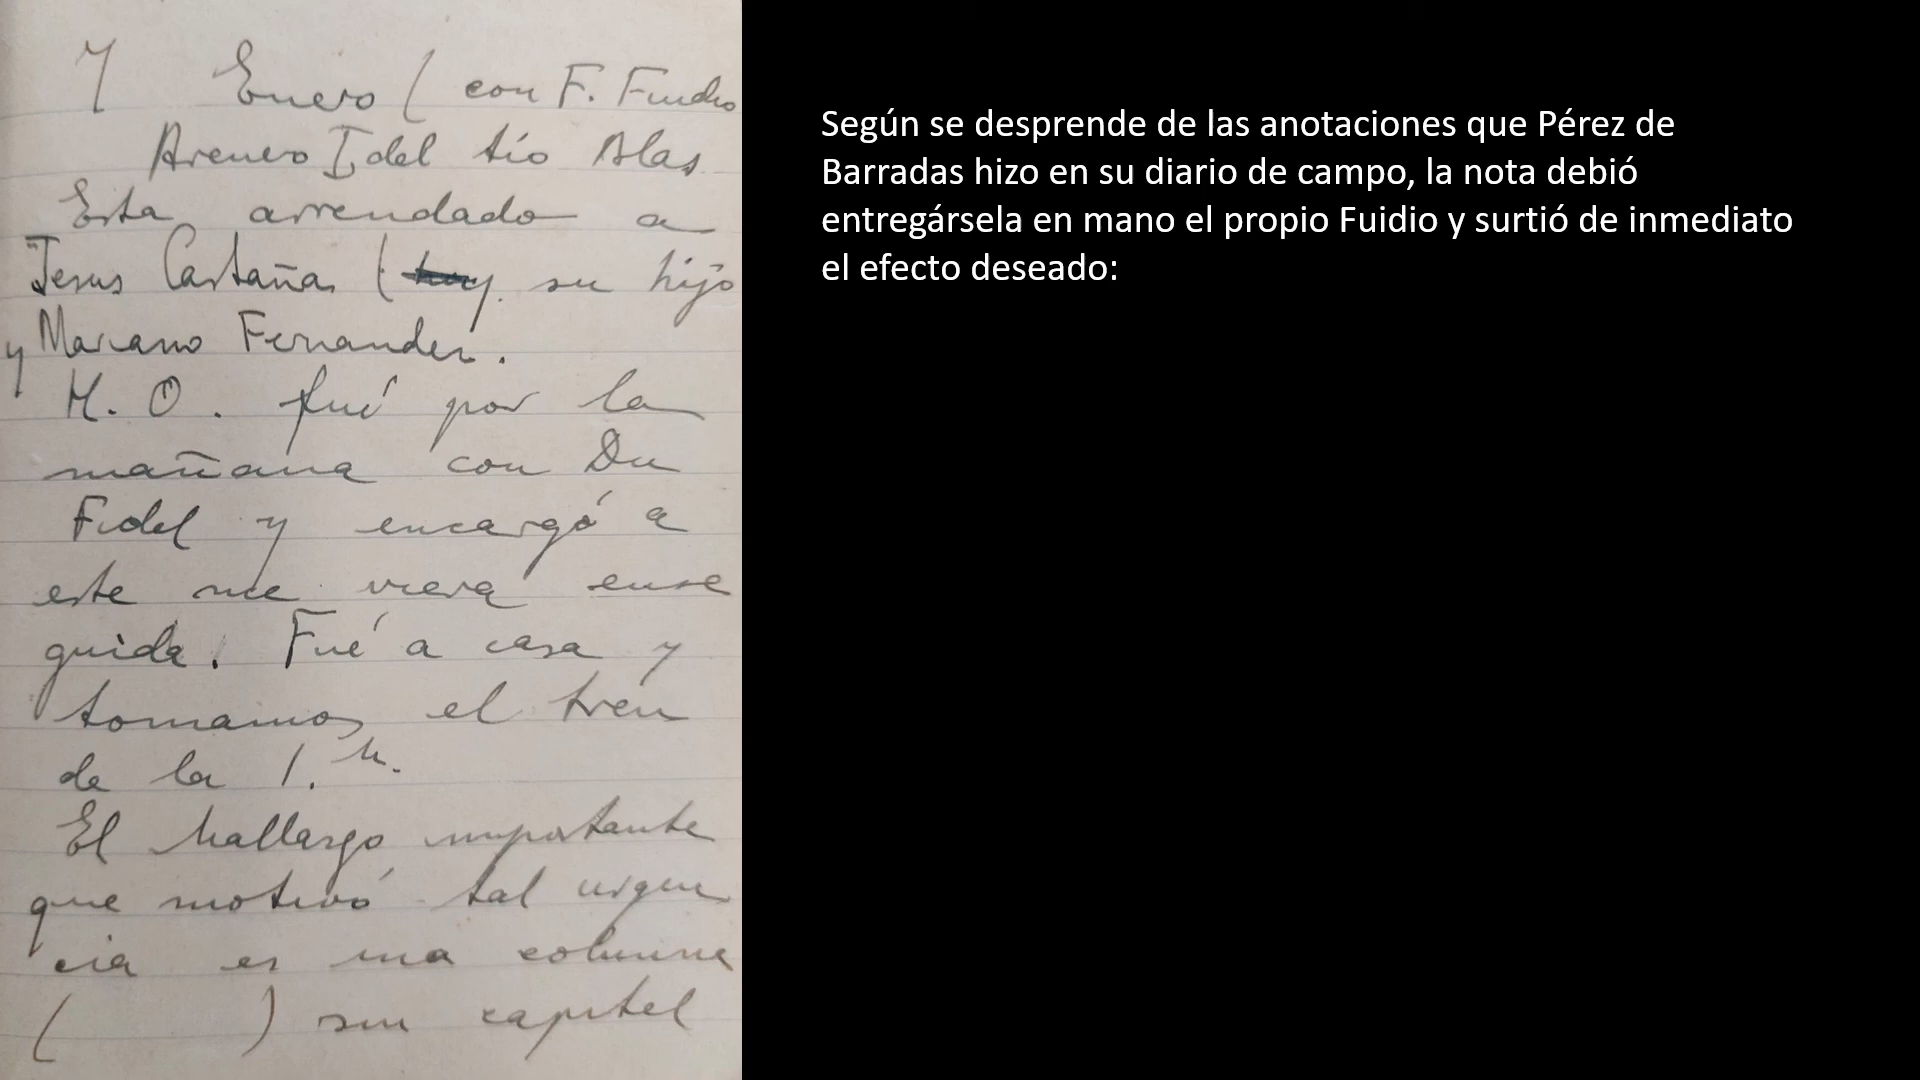 7 Enero ( con F. Fuidio
Arenero I del tío Blas.
Esta arrendado a
Jesus Castaña ( hoy. su hijo
y Mariano Fernandez.
H. O. fué por la
mañana con Dn
Fidel y encargó a
este me viera ense
guida. Fué a casa y
tomamos el tren
de la 1.
El hallazgo importante
que motivó tal urgen
cia es una columna
( ) sin capitel
Según se desprende de las anotaciones que Pérez de
Barradas hizo en su diario de campo, la nota debió
entregársela en mano el propio Fuidio y surtió de inmediato
el efecto deseado: